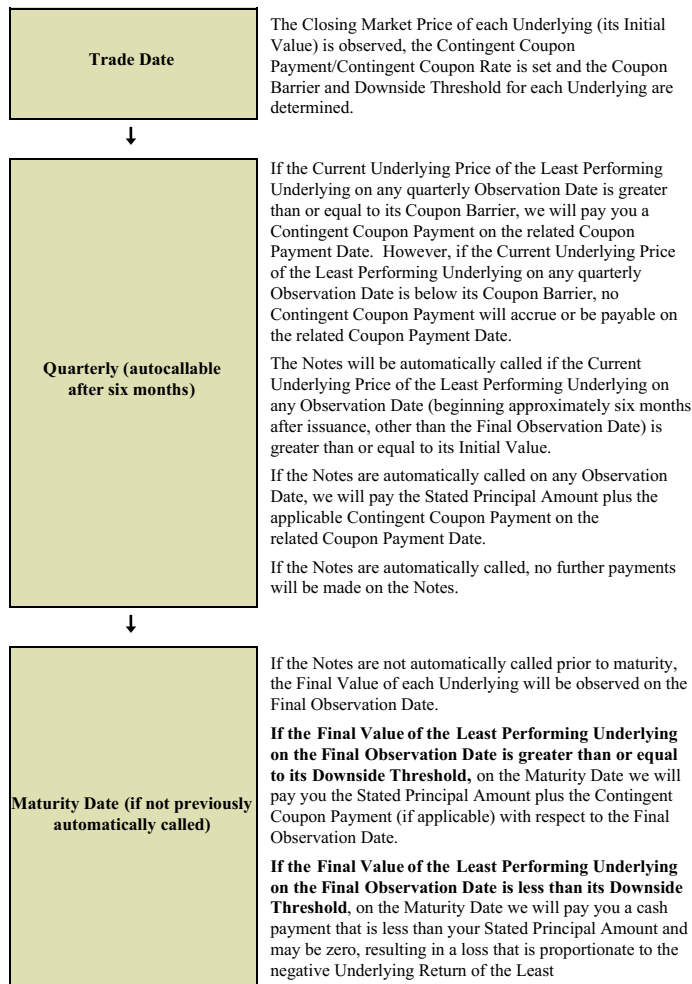 Trade Date
The Closing Market Price of each Underlying (its Initial
Value) is observed, the Contingent Coupon
Payment/Contingent Coupon Rate is set and the Coupon
Barrier and Downside Threshold for each Underlying are
determined.
↓
Quarterly (autocallable
after six months)
If the Current Underlying Price of the Least Performing
Underlying on any quarterly Observation Date is greater
than or equal to its Coupon Barrier, we will pay you a
Contingent Coupon Payment on the related Coupon
Payment Date. However, if the Current Underlying Price
of the Least Performing Underlying on any quarterly
Observation Date is below its Coupon Barrier, no
Contingent Coupon Payment will accrue or be payable on
the related Coupon Payment Date.
The Notes will be automatically called if the Current
Underlying Price of the Least Performing Underlying on
any Observation Date (beginning approximately six months
after issuance, other than the Final Observation Date) is
greater than or equal to its Initial Value.
If the Notes are automatically called on any Observation
Date, we will pay the Stated Principal Amount plus the
applicable Contingent Coupon Payment on the
related Coupon Payment Date.
If the Notes are automatically called, no further payments
will be made on the Notes.
↓
Maturity Date (if not previously
automatically called)
If the Notes are not automatically called prior to maturity,
the Final Value of each Underlying will be observed on the
Final Observation Date.
If the Final Value of the Least Performing Underlying
on the Final Observation Date is greater than or equal
to its Downside Threshold, on the Maturity Date we will
pay you the Stated Principal Amount plus the Contingent
Coupon Payment (if applicable) with respect to the Final
Observation Date.
If the Final Value of the Least Performing Underlying
on the Final Observation Date is less than its Downside
Threshold, on the Maturity Date we will pay you a cash
payment that is less than your Stated Principal Amount and
may be zero, resulting in a loss that is proportionate to the
negative Underlying Return of the Least